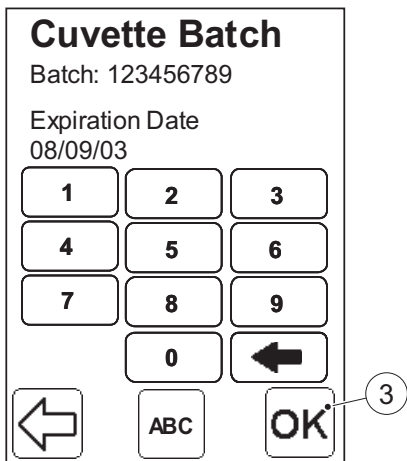 Cuvette Batch
Batch: 123456789
Expiration Date
08/09/03
1 2 3
4 5 6
7 8 9
0
ABC OK
3